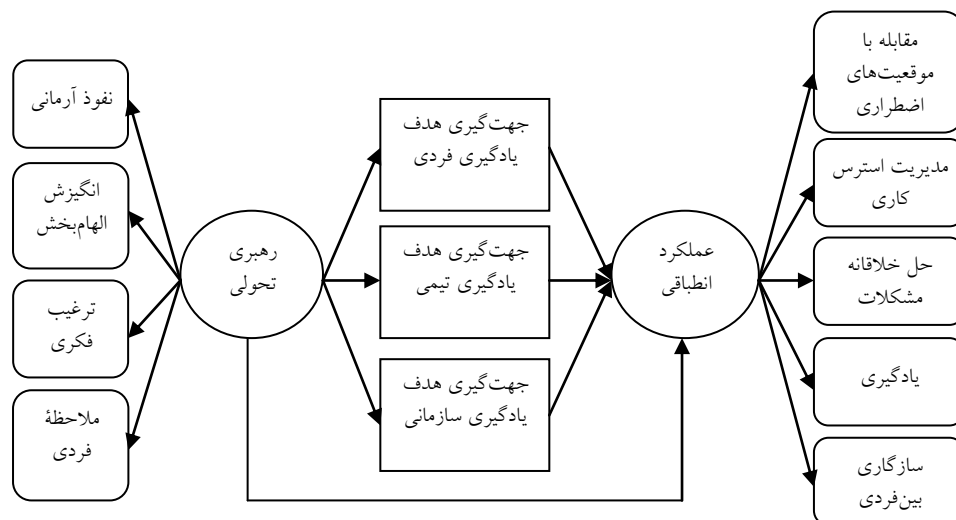 نفوذ آرمانی
انگیزش
الهام‌بخش
ترغیب
فکری
ملاحظهٔ
فردی
رهبری
تحولی
جهت‌گیری هدف
یادگیری فردی
جهت‌گیری هدف
یادگیری تیمی
جهت‌گیری هدف
یادگیری سازمانی
عملکرد
انطباقی
مقابله با
موقعیت‌های
اضطراری
مدیریت استرس
کاری
حل خلاقانه
مشکلات
یادگیری
سازگاری
بین‌فردی